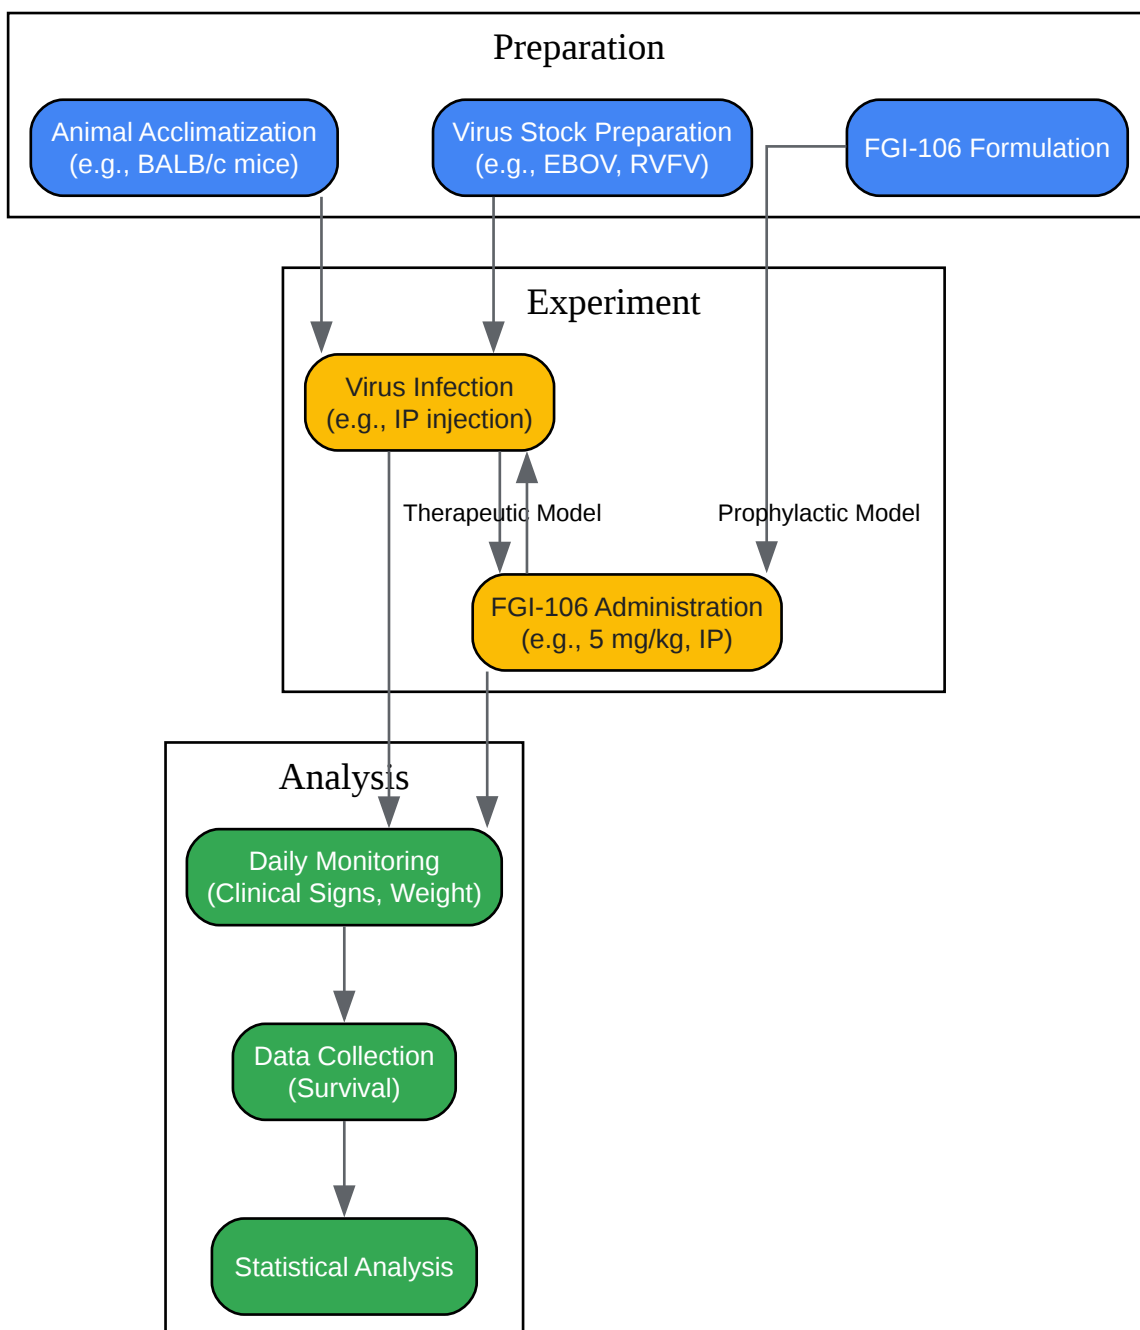 Preparation
Animal Acclimatization
(e.g., BALB/c mice)
Virus Stock Preparation
(e.g., EBOV, RVFV)
FGI-106 Formulation
Experiment
Virus Infection
(e.g., IP injection)
Therapeutic Model
Prophylactic Model
FGI-106 Administration
(e.g., 5 mg/kg, IP)
Analysis
Daily Monitoring
(Clinical Signs, Weight)
Data Collection
(Survival)
Statistical Analysis